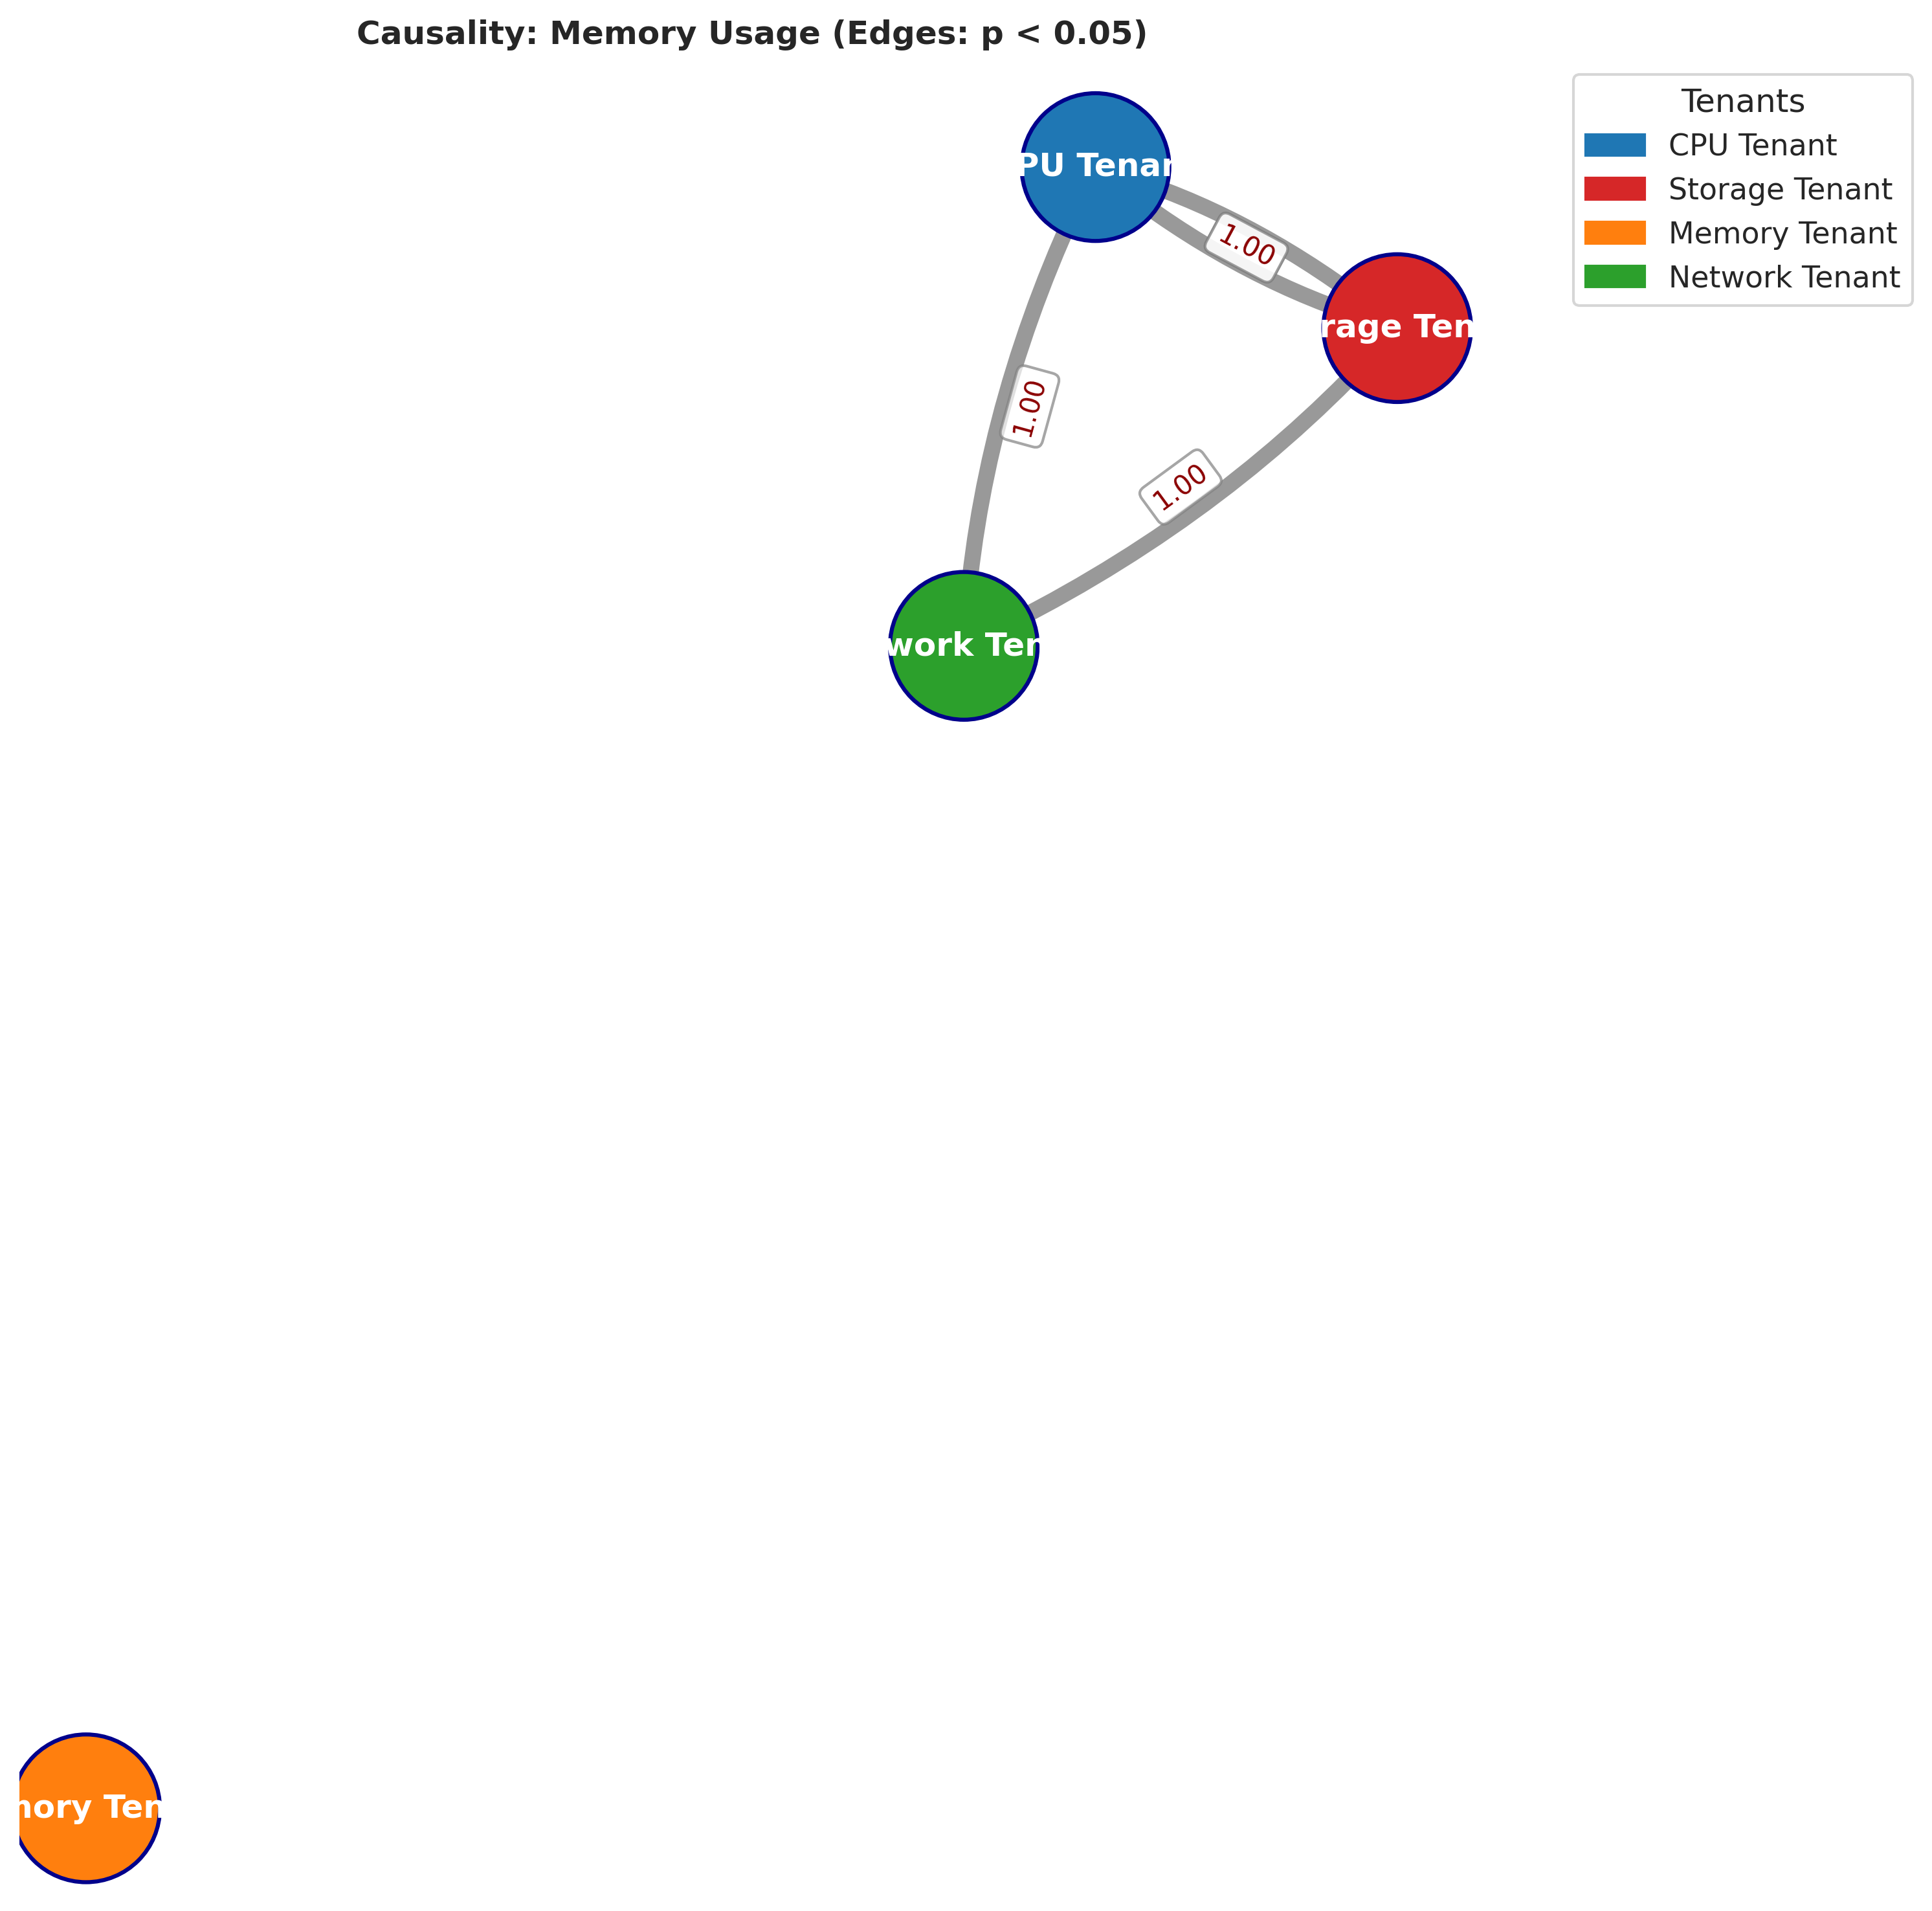 Causality: Memory Usage (Edges: p < 0.05)
Tenants
CPU Tenant
Storage Tenant
Memory Tenant
Network Tenant
PU Tenan
1.00
rage Ten
1.00
1.00
work Ten
mory Ten